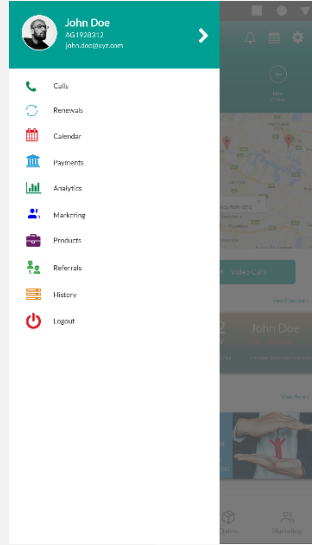 John Doe
AG1928312
john.doe@xyz.com
Calls
Renewals
Calendar
Payments
Analytics
Marketing
Products
Referrals
History
Logout
Video Calls
John Doe
Claims
Marketing